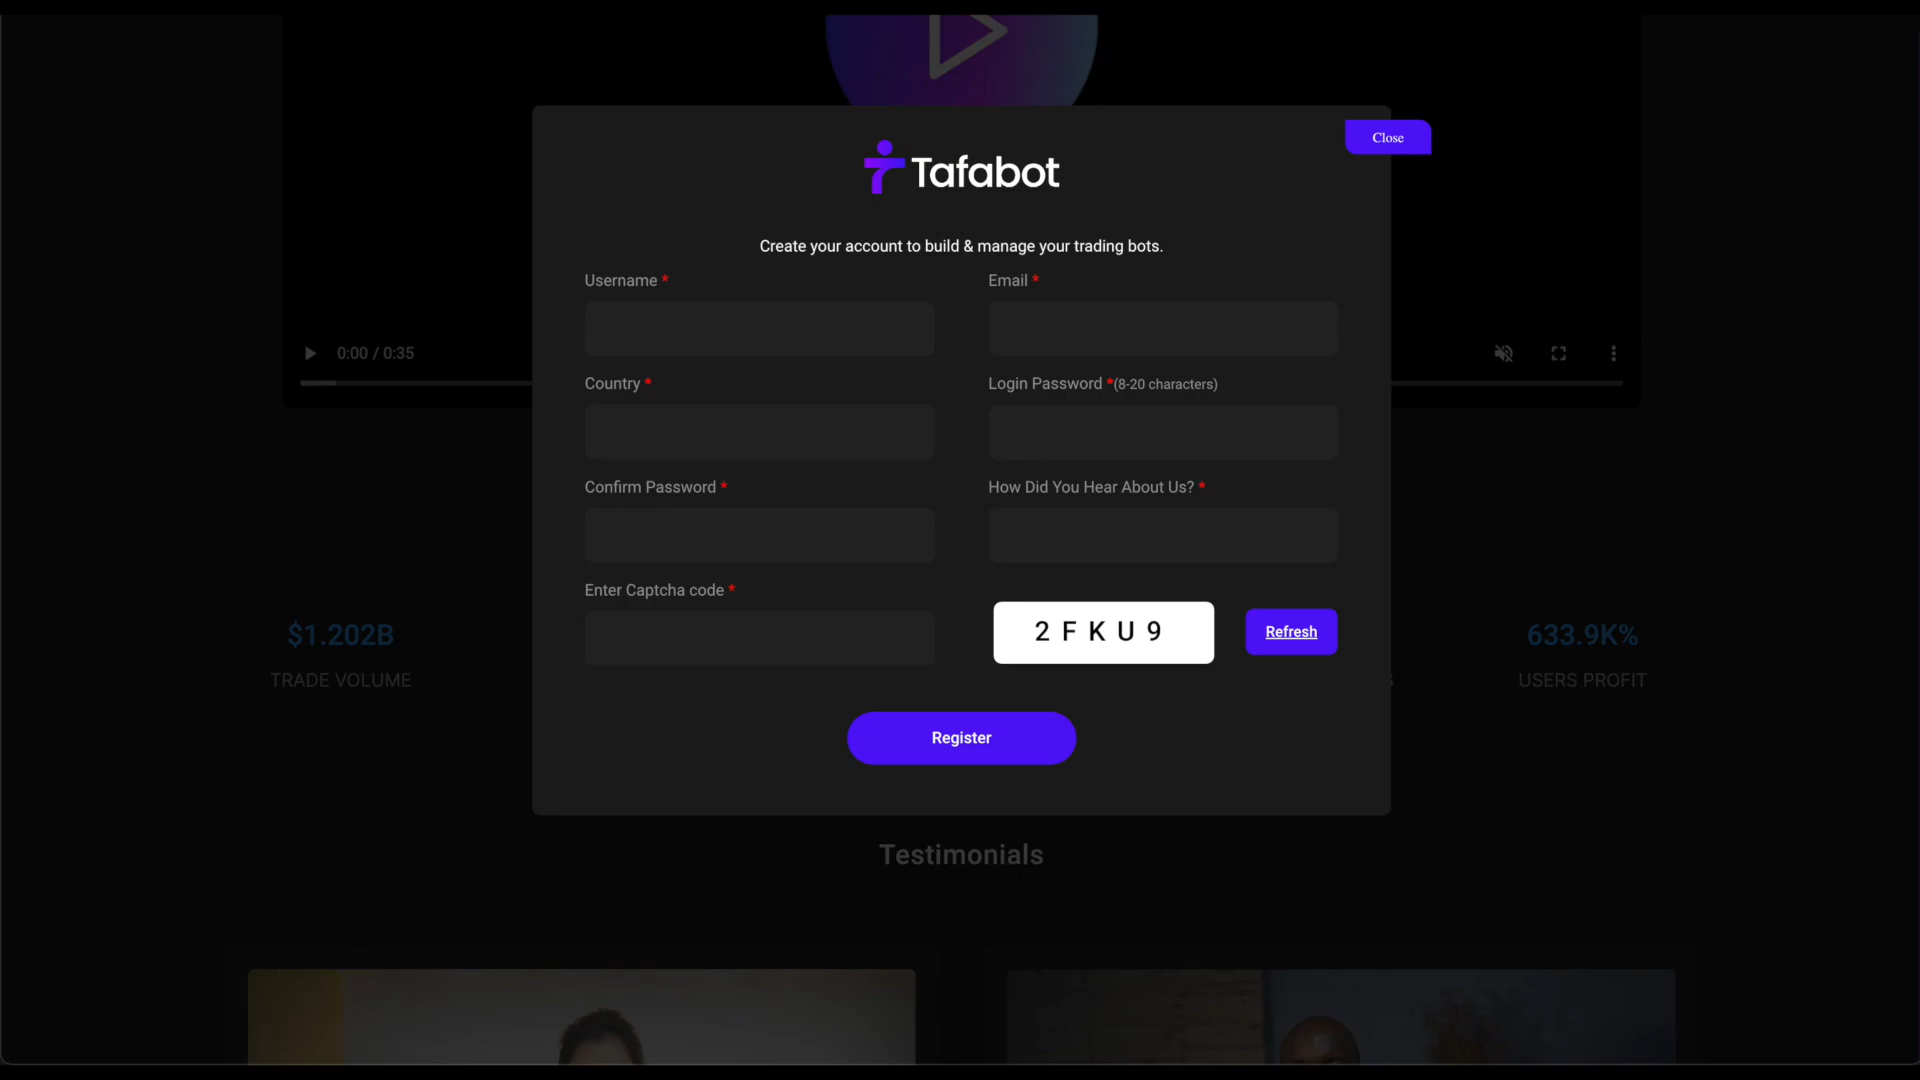 Close
Tafabot
Create your account to build & manage your trading bots.
Username *
Email *
0:00 / 0:35
Country *
Login Password *(8-20 characters)
Confirm Password *
How Did You Hear About Us? *
Enter Captcha code *
2 F K U 9
Refresh
$1.202B
633.9K%
TRADE VOLUME
USERS PROFIT
Register
Testimonials